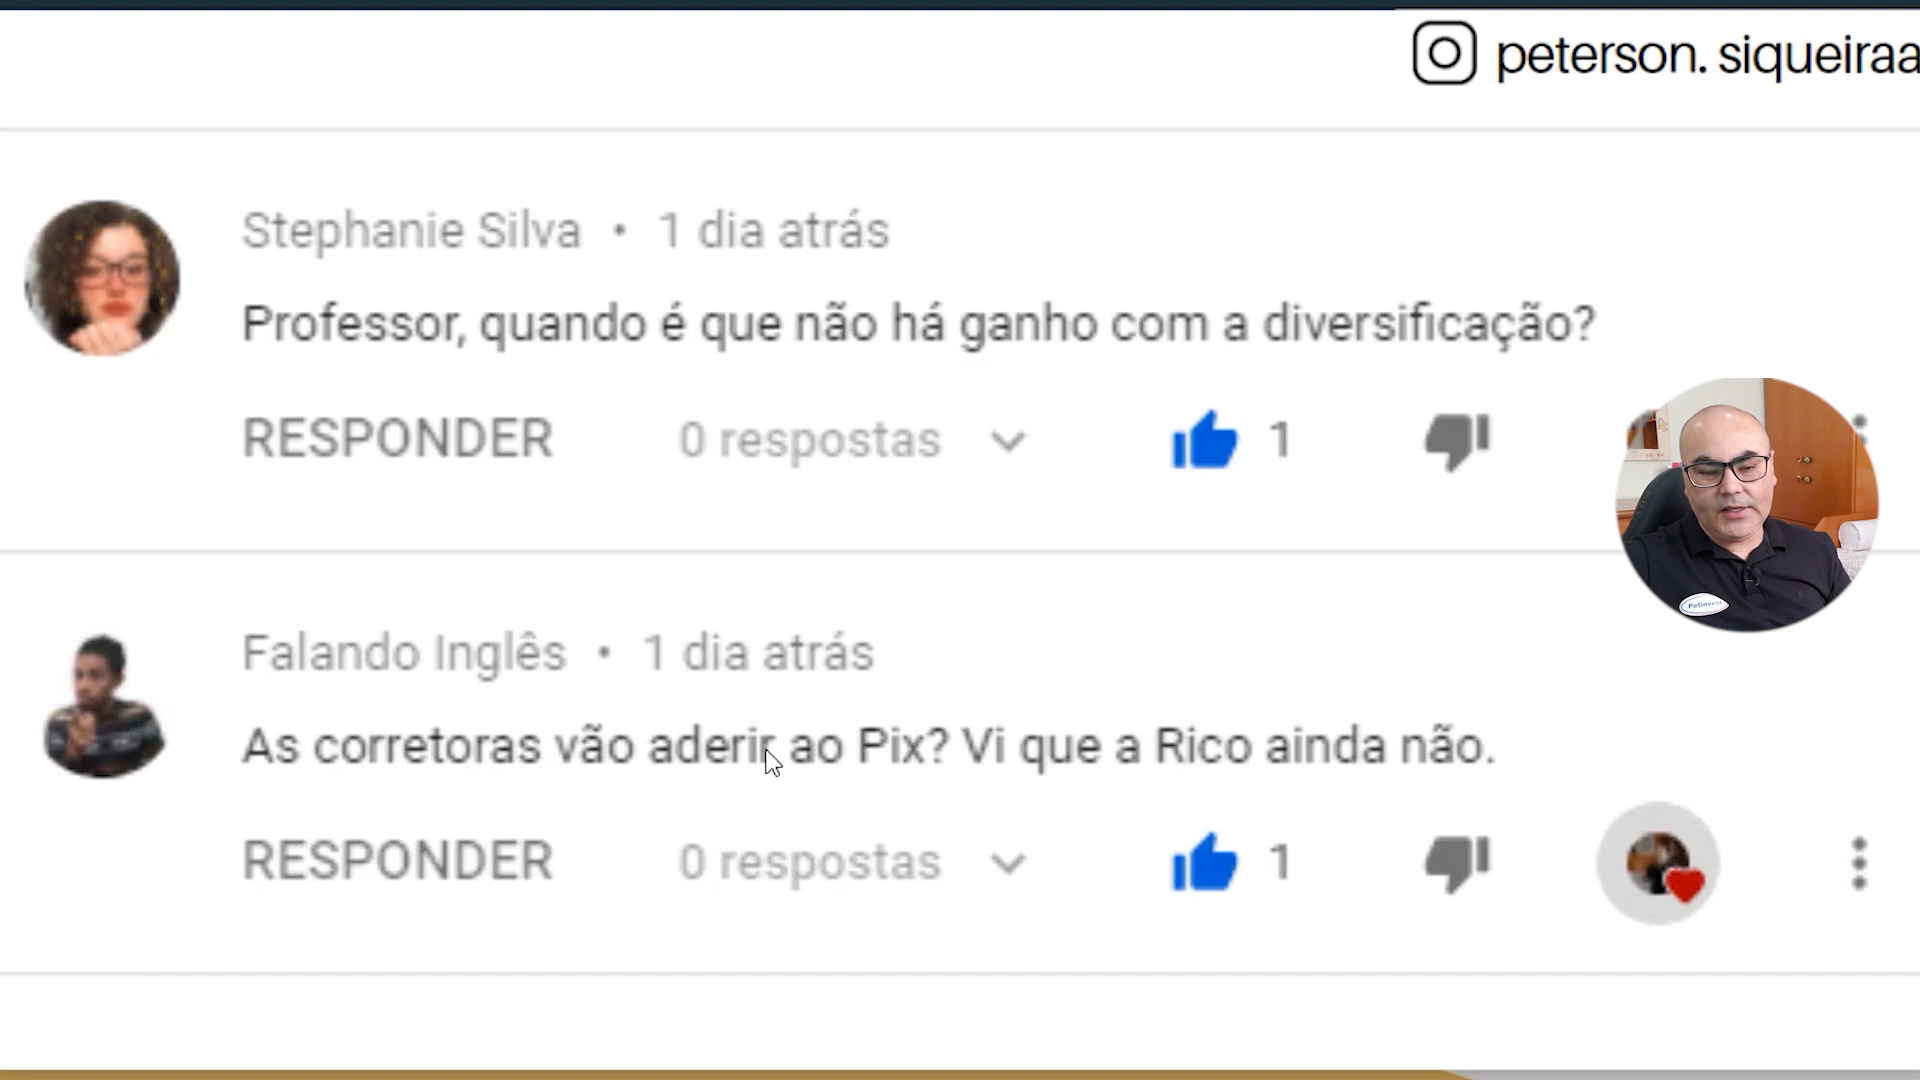 peterson. siqueiraa
Stephanie Silva • 1 dia atrás
Professor, quando é que não há ganho com a diversificação?
RESPONDER 0 respostas 1
Petinvest
Falando Inglês • 1 dia atrás
As corretoras vão aderir ao Pix? Vi que a Rico ainda não.
RESPONDER 0 respostas 1